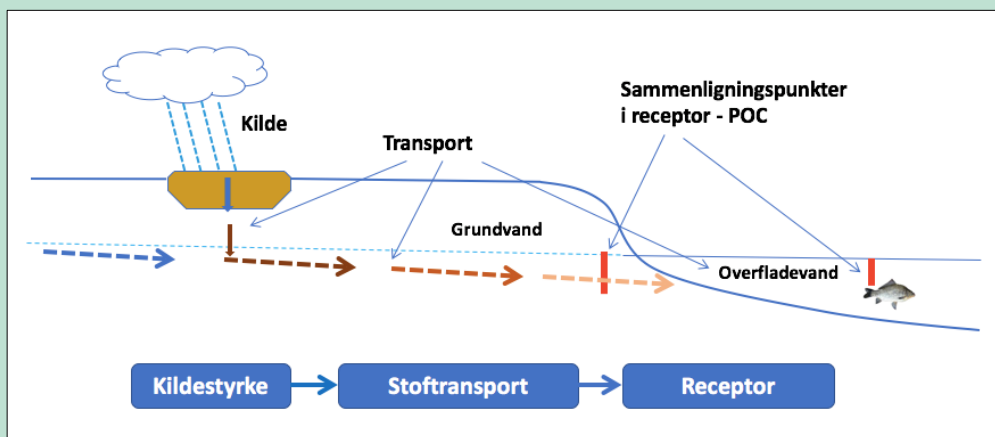 Kilde
Transport
Sammenligningspunkter
i receptor - POC
Grundvand
Overfladevand
Kildestyrke
Stoftransport
Receptor